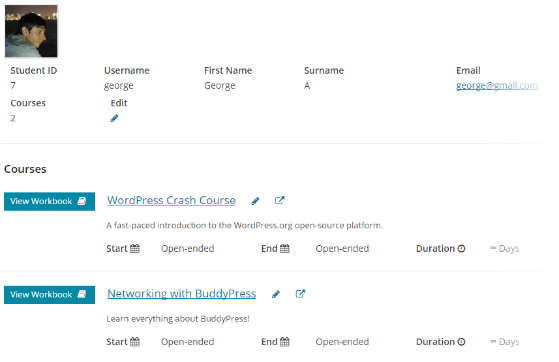 Student ID Username First Name Surname Email
7 george George A george@gmail.com
Courses Edit
2
Courses
View Workbook WordPress Crash Course
A fast-paced introduction to the WordPress.org open-source platform.
Start Open-ended End Open-ended Duration ∞ Days
View Workbook Networking with BuddyPress
Learn everything about BuddyPress!
Start Open-ended End Open-ended Duration ∞ Days